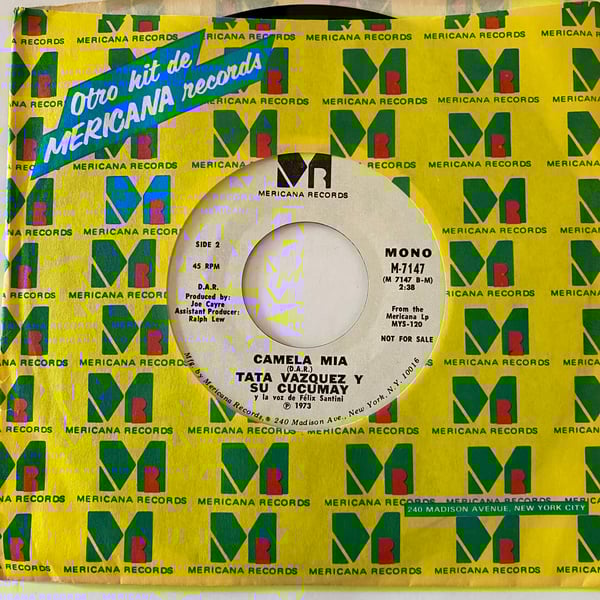 Otro hit de
MERICANA records
MR
MERICANA RECORDS
SIDE 2
45 RPM
D.A.R.
Produced by:
Joe Cayre
Assistant Producer:
Ralph Lew
MONO
M-7147
(M 7147 B-M)
2:38
From the
Mericana Lp
MYS-120
NOT FOR SALE
CAMELA MIA
(D.A.R.)
TATA VAZQUEZ Y
SU CUCUMAY
y la voz de Félix Santini
℗ 1973
Mfg. by Mericana Records, 240 Madison Ave., New York, N.Y. 10016
240 MADISON AVENUE, NEW YORK CITY
MERICANA RECORDS